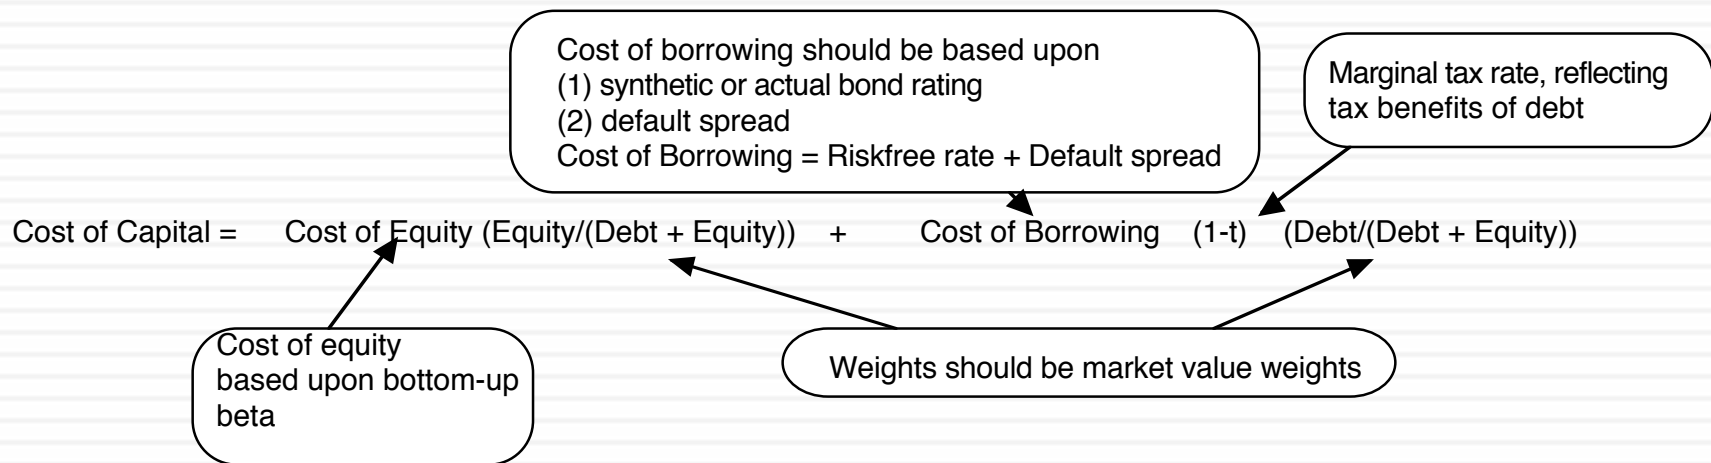 Cost of borrowing should be based upon
(1) synthetic or actual bond rating
(2) default spread
Cost of Borrowing = Riskfree rate + Default spread
Marginal tax rate, reflecting
tax benefits of debt
Cost of Capital = Cost of Equity (Equity/(Debt + Equity)) + Cost of Borrowing (1-t) (Debt/(Debt + Equity))
Cost of equity
based upon bottom-up
beta
Weights should be market value weights